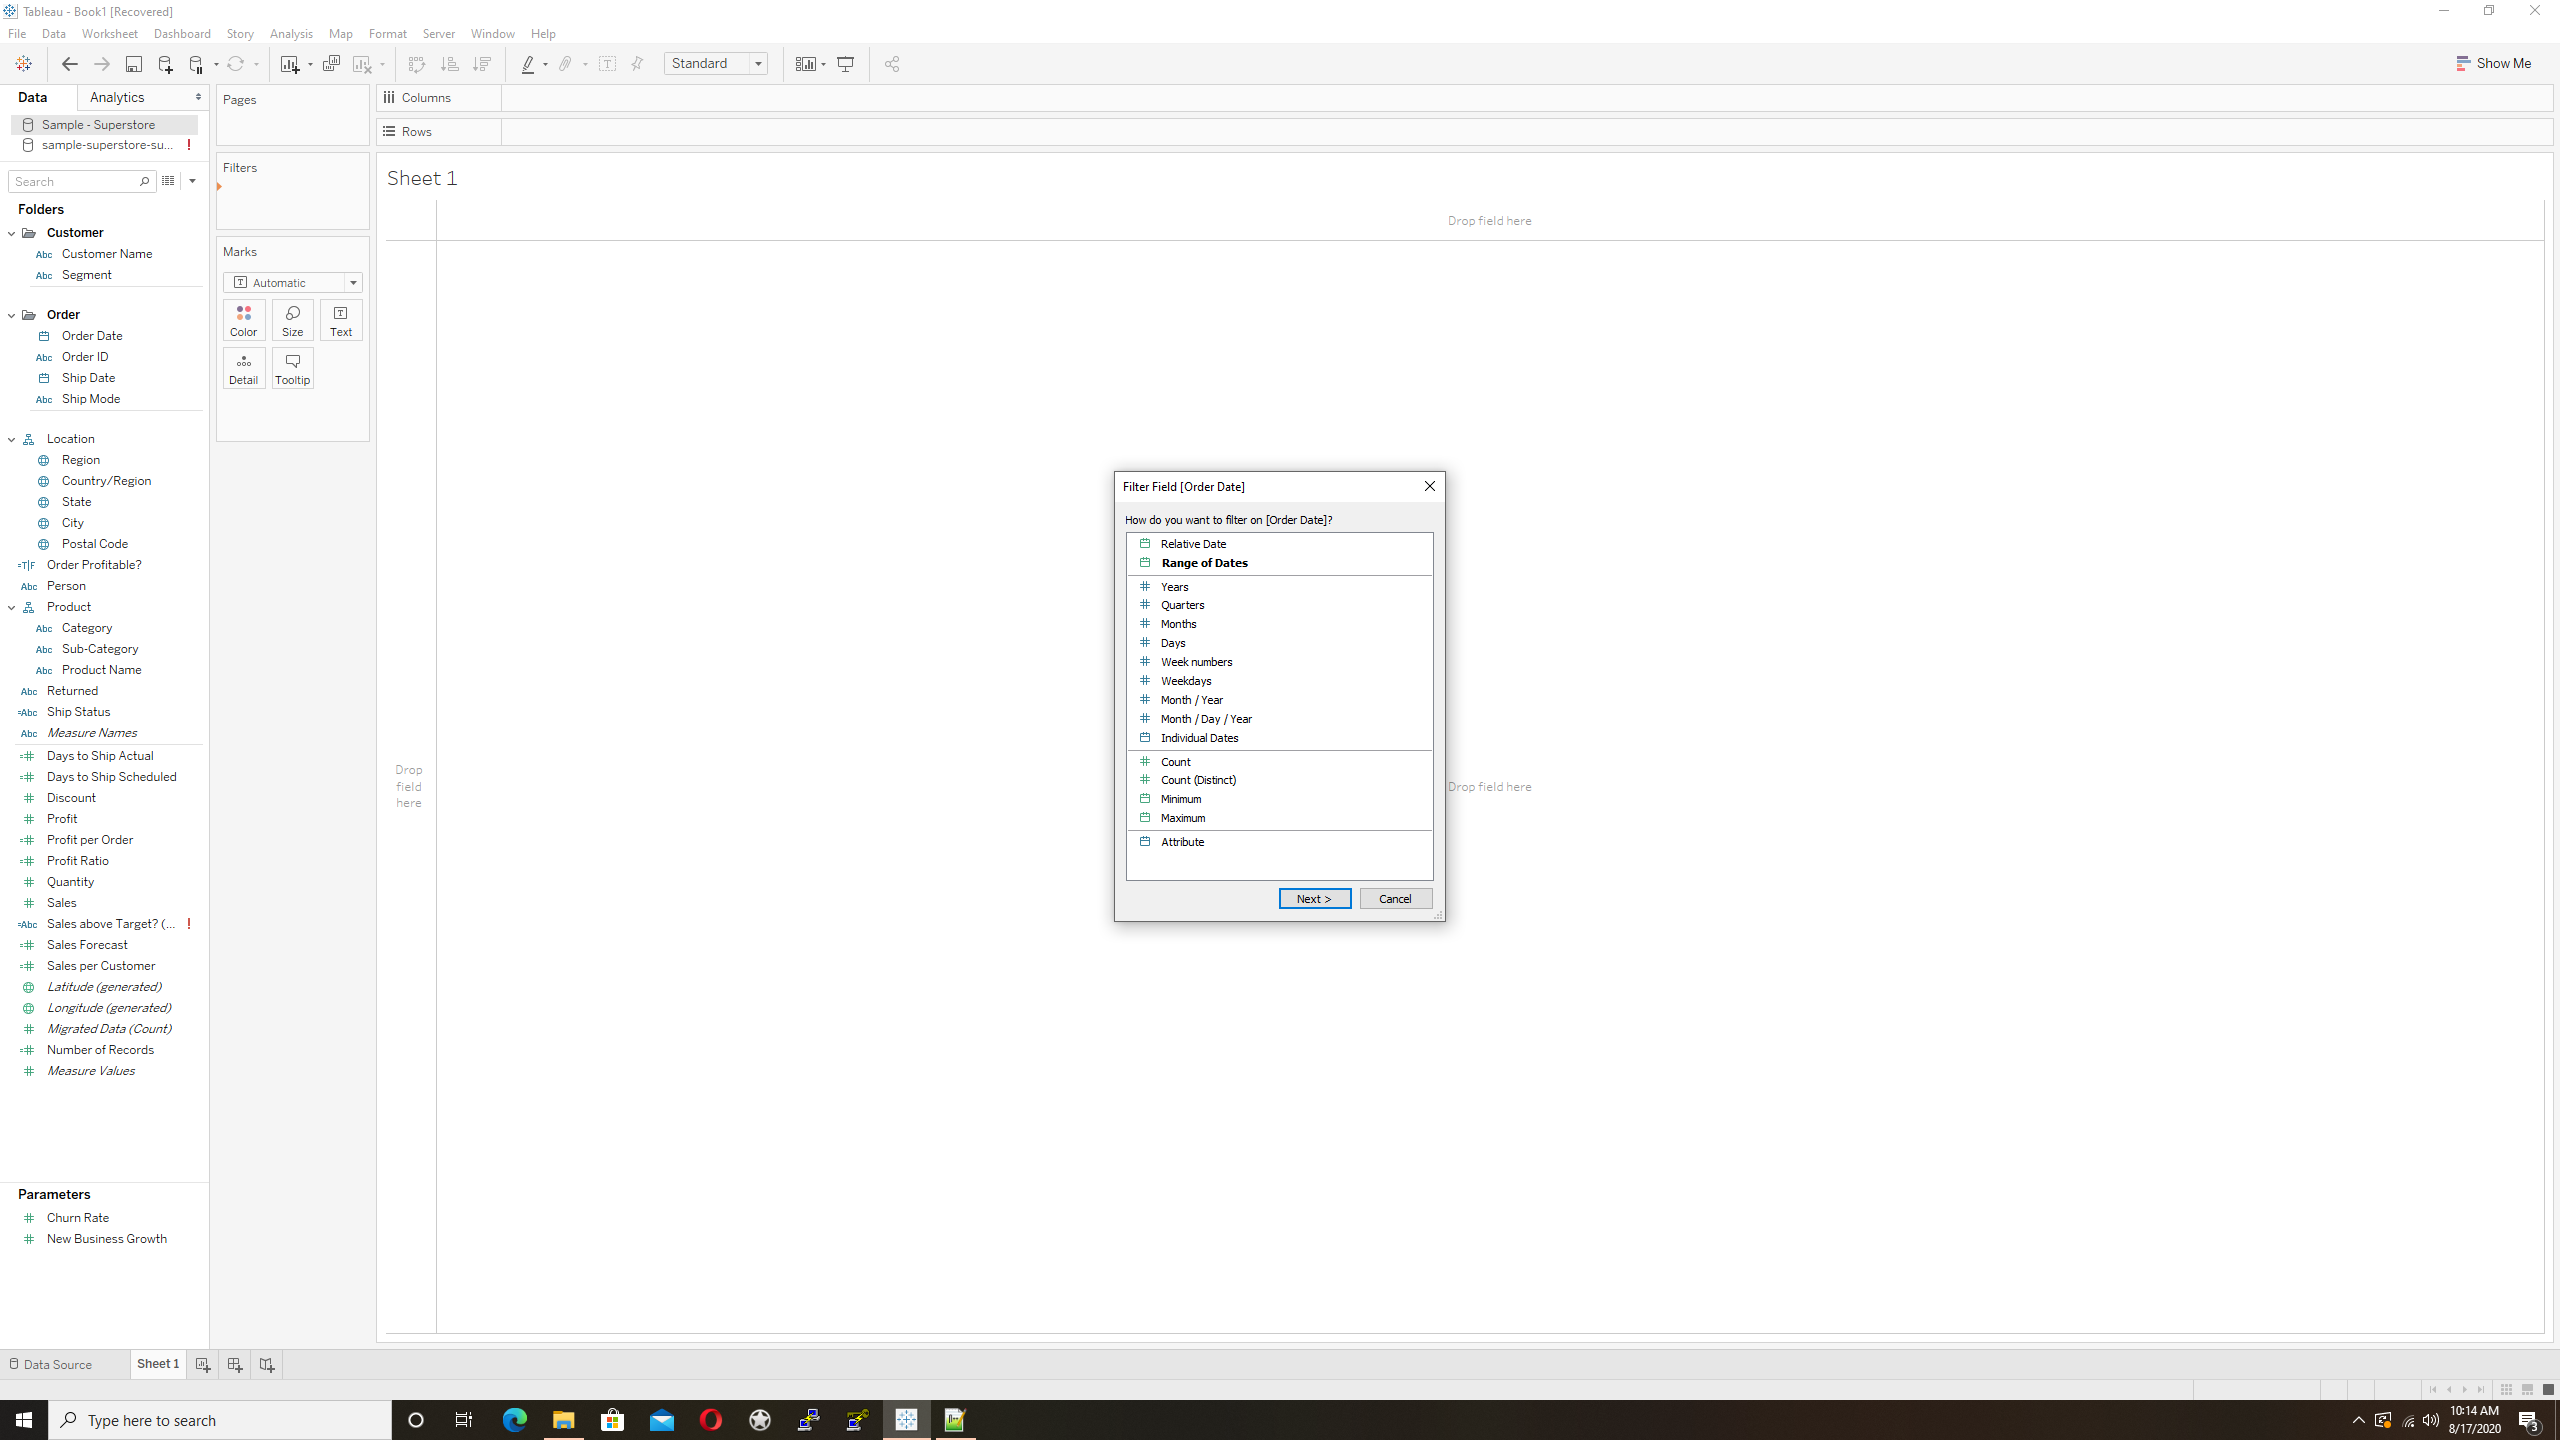 Tableau - Book1 [Recovered]
File Data Worksheet Dashboard Story Analysis Map Format Server Window Help
Standard
Show Me
Data Analytics
Sample - Superstore
sample-superstore-su... !
Search
Folders
Customer
Abc Customer Name
Abc Segment
Order
Order Date
Abc Order ID
Ship Date
Abc Ship Mode
Location
Region
Country/Region
State
City
Postal Code
=T|F Order Profitable?
Abc Person
Product
Abc Category
Abc Sub-Category
Abc Product Name
Abc Returned
=Abc Ship Status
Abc Measure Names
=# Days to Ship Actual
=# Days to Ship Scheduled
# Discount
# Profit
=# Profit per Order
=# Profit Ratio
# Quantity
# Sales
=Abc Sales above Target? (... !
=# Sales Forecast
=# Sales per Customer
Latitude (generated)
Longitude (generated)
# Migrated Data (Count)
=# Number of Records
# Measure Values
Parameters
# Churn Rate
# New Business Growth
Pages
Filters
Marks
T Automatic
Color Size Text
Detail Tooltip
Columns
Rows
Sheet 1
Drop field here
Drop
field
here
Drop field here
Filter Field [Order Date]
How do you want to filter on [Order Date]?
Relative Date
Range of Dates
# Years
# Quarters
# Months
# Days
# Week numbers
# Weekdays
# Month / Year
# Month / Day / Year
Individual Dates
# Count
# Count (Distinct)
Minimum
Maximum
Attribute
Next > Cancel
Data Source Sheet 1
Type here to search
10:14 AM
8/17/2020
3